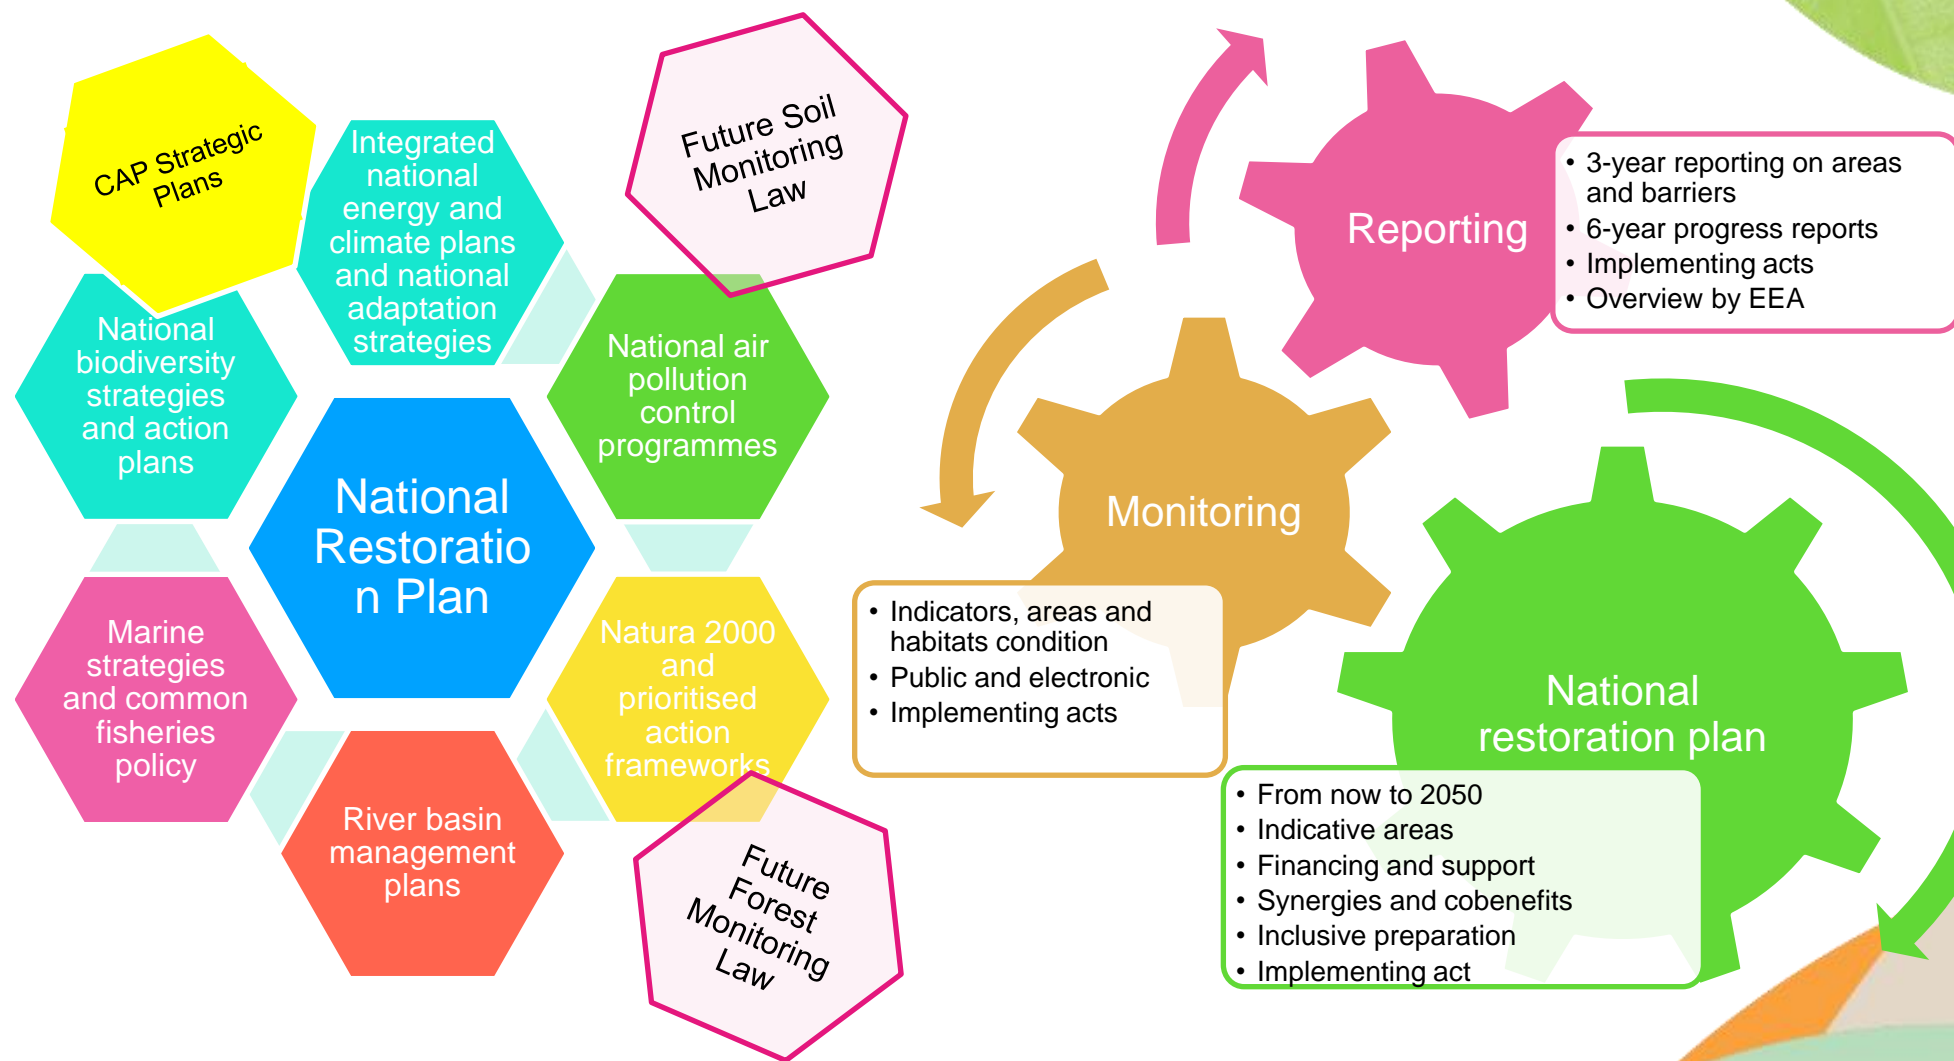 CAP Strategic
Plans
Integrated
national
energy and
climate plans
and national
adaptation
strategies
Future Soil
Monitoring
Law
National
biodiversity
strategies
and action
plans
National air
pollution
control
programmes
National
Restoratio
n Plan
Marine
strategies
and common
fisheries
policy
Natura 2000
and
prioritised
action
frameworks
River basin
management
plans
Future
Forest
Monitoring
Law
Reporting
• 3-year reporting on areas
and barriers
• 6-year progress reports
• Implementing acts
• Overview by EEA
Monitoring
• Indicators, areas and
habitats condition
• Public and electronic
• Implementing acts
National
restoration plan
• From now to 2050
• Indicative areas
• Financing and support
• Synergies and cobenefits
• Inclusive preparation
• Implementing act